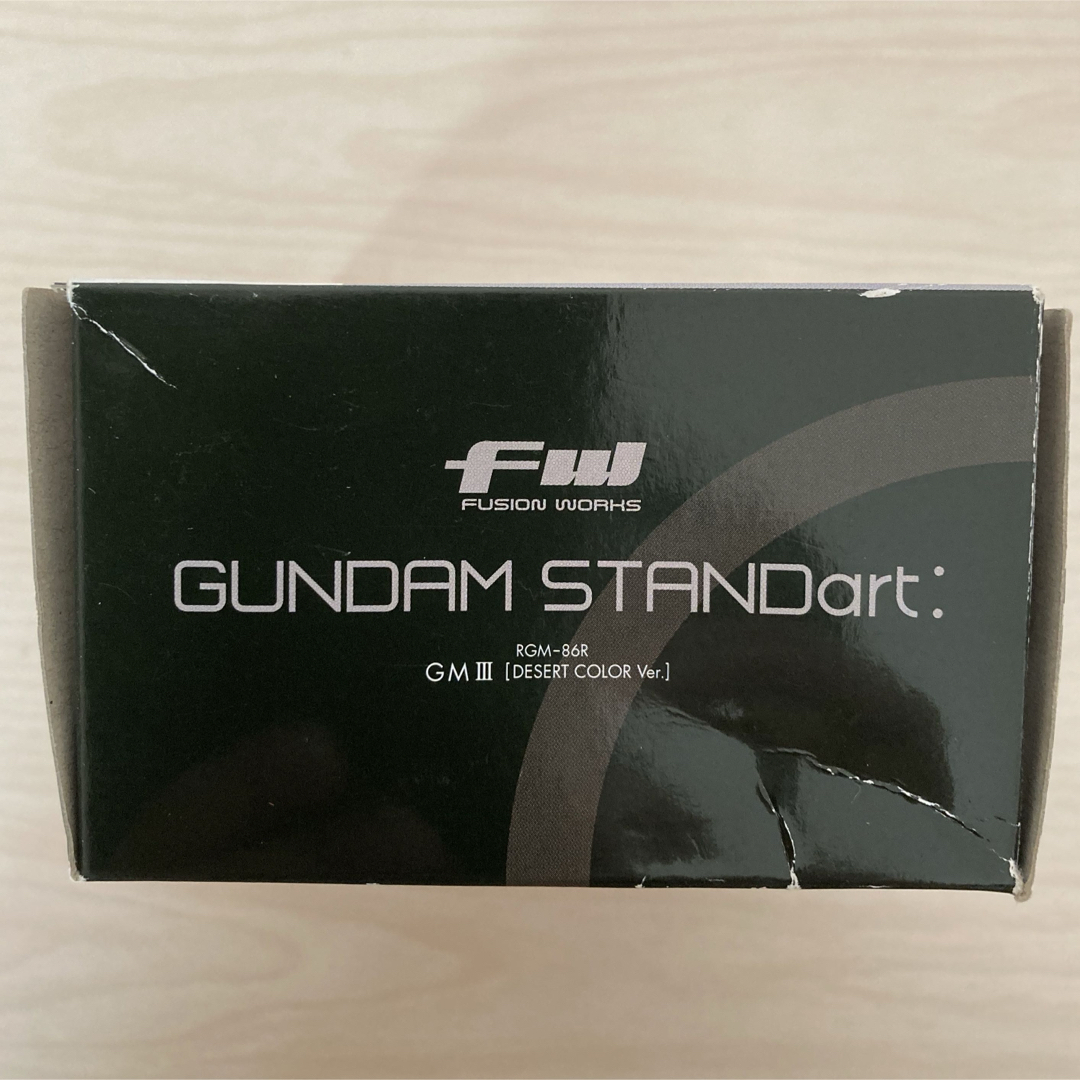 FW
FUSION WORKS
GUNDAM STANDart:
RGM-86R
GM III [DESERT COLOR Ver.]